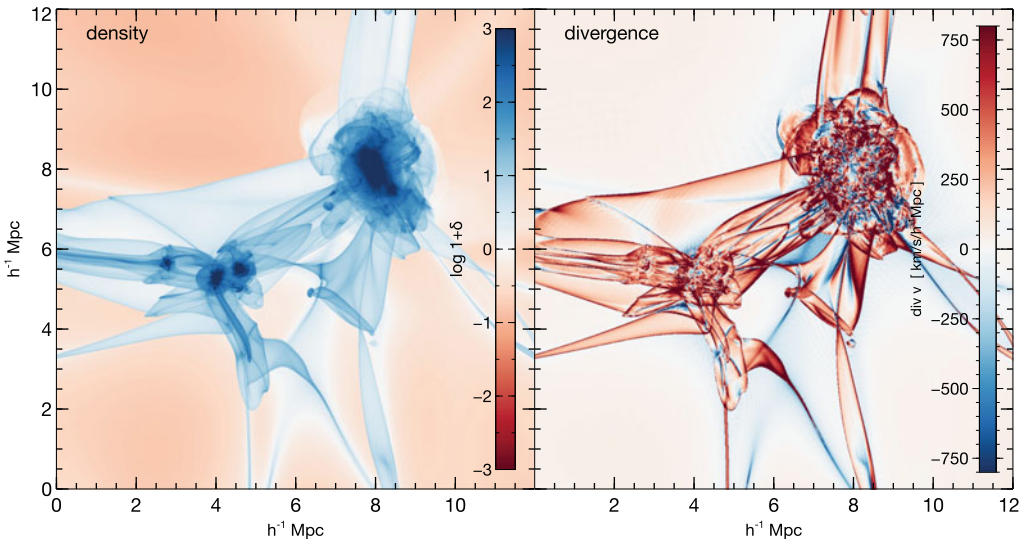 density
divergence
12
10
8
6
4
2
0
h⁻¹ Mpc
3
2
1
0
−1
−2
−3
log 1+δ
750
500
250
0
−250
−500
−750
div v [ km/s/h⁻¹ Mpc ]
0 2 4 6 8 10
2 4 6 8 10 12
h⁻¹ Mpc
h⁻¹ Mpc